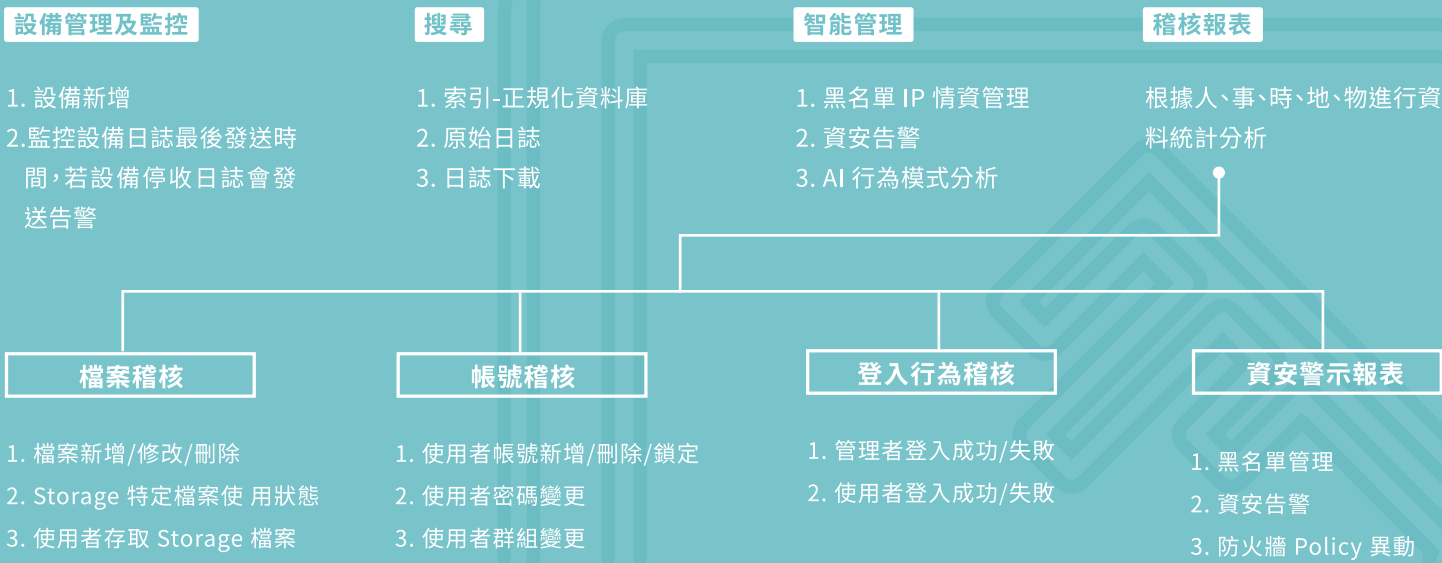 設備管理及監控
1. 設備新增
2.監控設備日誌最後發送時
間,若設備停收日誌會發
送告警
搜尋
1. 索引-正規化資料庫
2. 原始日誌
3. 日誌下載
智能管理
1. 黑名單 IP 情資管理
2. 資安告警
3. AI 行為模式分析
稽核報表
根據人、事、時、地、物進行資
料統計分析
檔案稽核
1. 檔案新增/修改/刪除
2. Storage 特定檔案使 用狀態
3. 使用者存取 Storage 檔案
帳號稽核
1. 使用者帳號新增/刪除/鎖定
2. 使用者密碼變更
3. 使用者群組變更
登入行為稽核
1. 管理者登入成功/失敗
2. 使用者登入成功/失敗
資安警示報表
1. 黑名單管理
2. 資安告警
3. 防火牆 Policy 異動